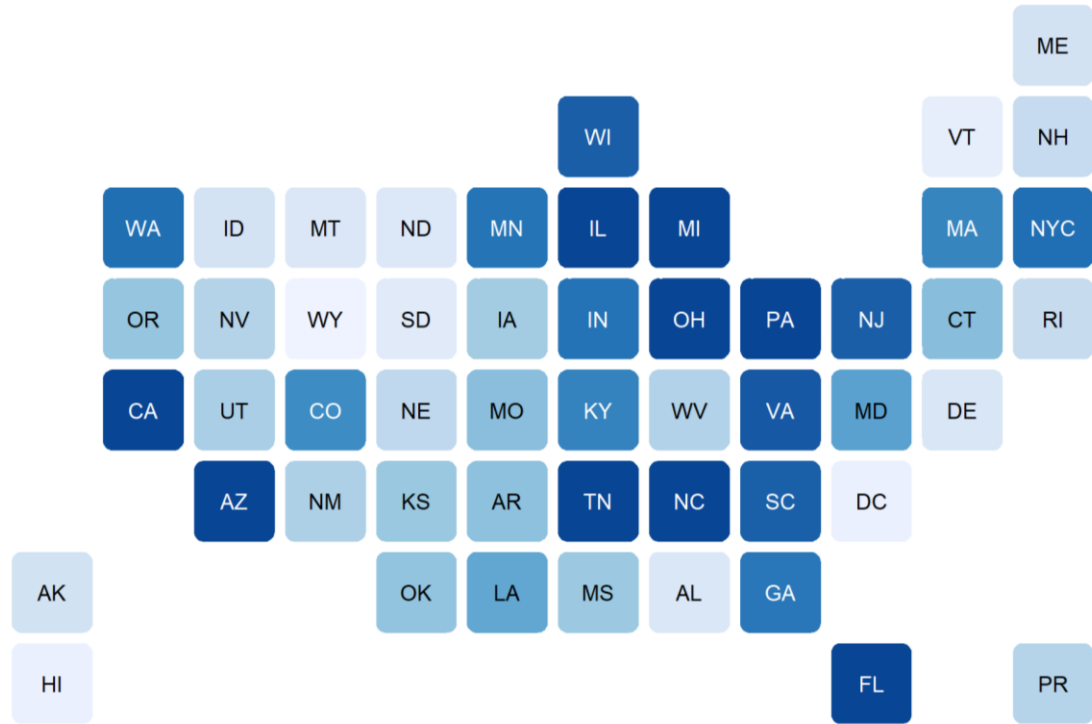 ME
WI VT NH
WA ID MT ND MN IL MI MA NYC
OR NV WY SD IA IN OH PA NJ CT RI
CA UT CO NE MO KY WV VA MD DE
AZ NM KS AR TN NC SC DC
AK OK LA MS AL GA
HI FL PR